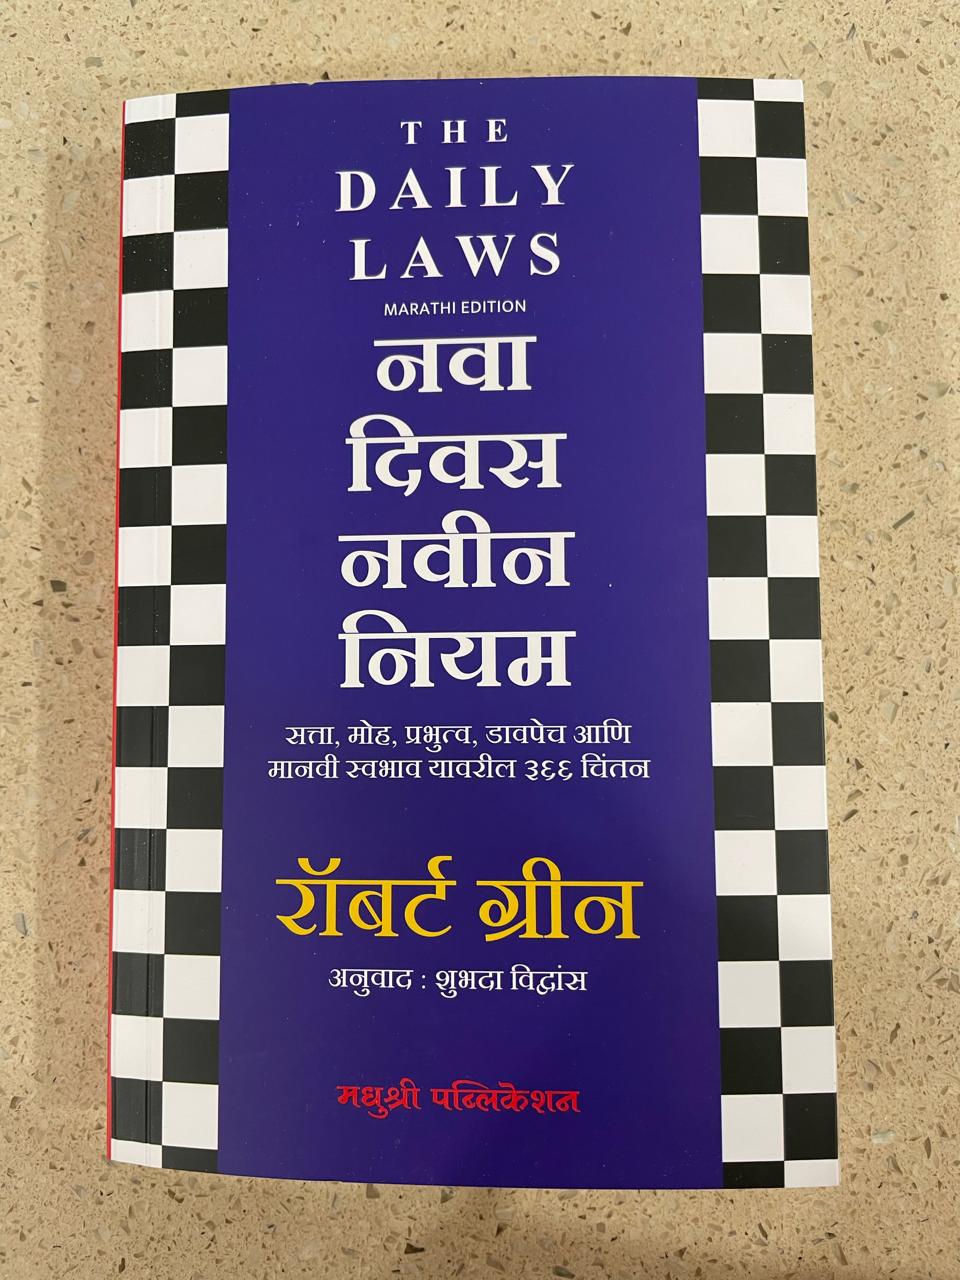 THE
DAILY
LAWS
MARATHI EDITION
नवा
दिवस
नवीन
नियम
सत्ता, मोह, प्रभुत्व, डावपेच आणि
मानवी स्वभाव यावरील ३६६ चिंतन
रॉबर्ट ग्रीन
अनुवाद : शुभदा विद्वांस
मधुश्री पब्लिकेशन